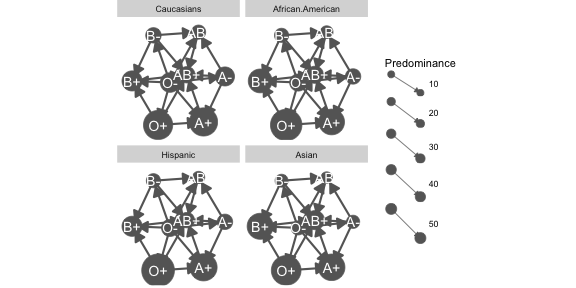 Caucasians
African.American
B-
AB-
B+
O-
AB+
A-
O+
A+
B-
AB-
B+
O-
AB+
A-
O+
A+
Hispanic
Asian
B-
AB-
B+
O-
AB+
A-
O+
A+
B-
AB-
B+
O-
AB+
A-
O+
A+
Predominance
10
20
30
40
50